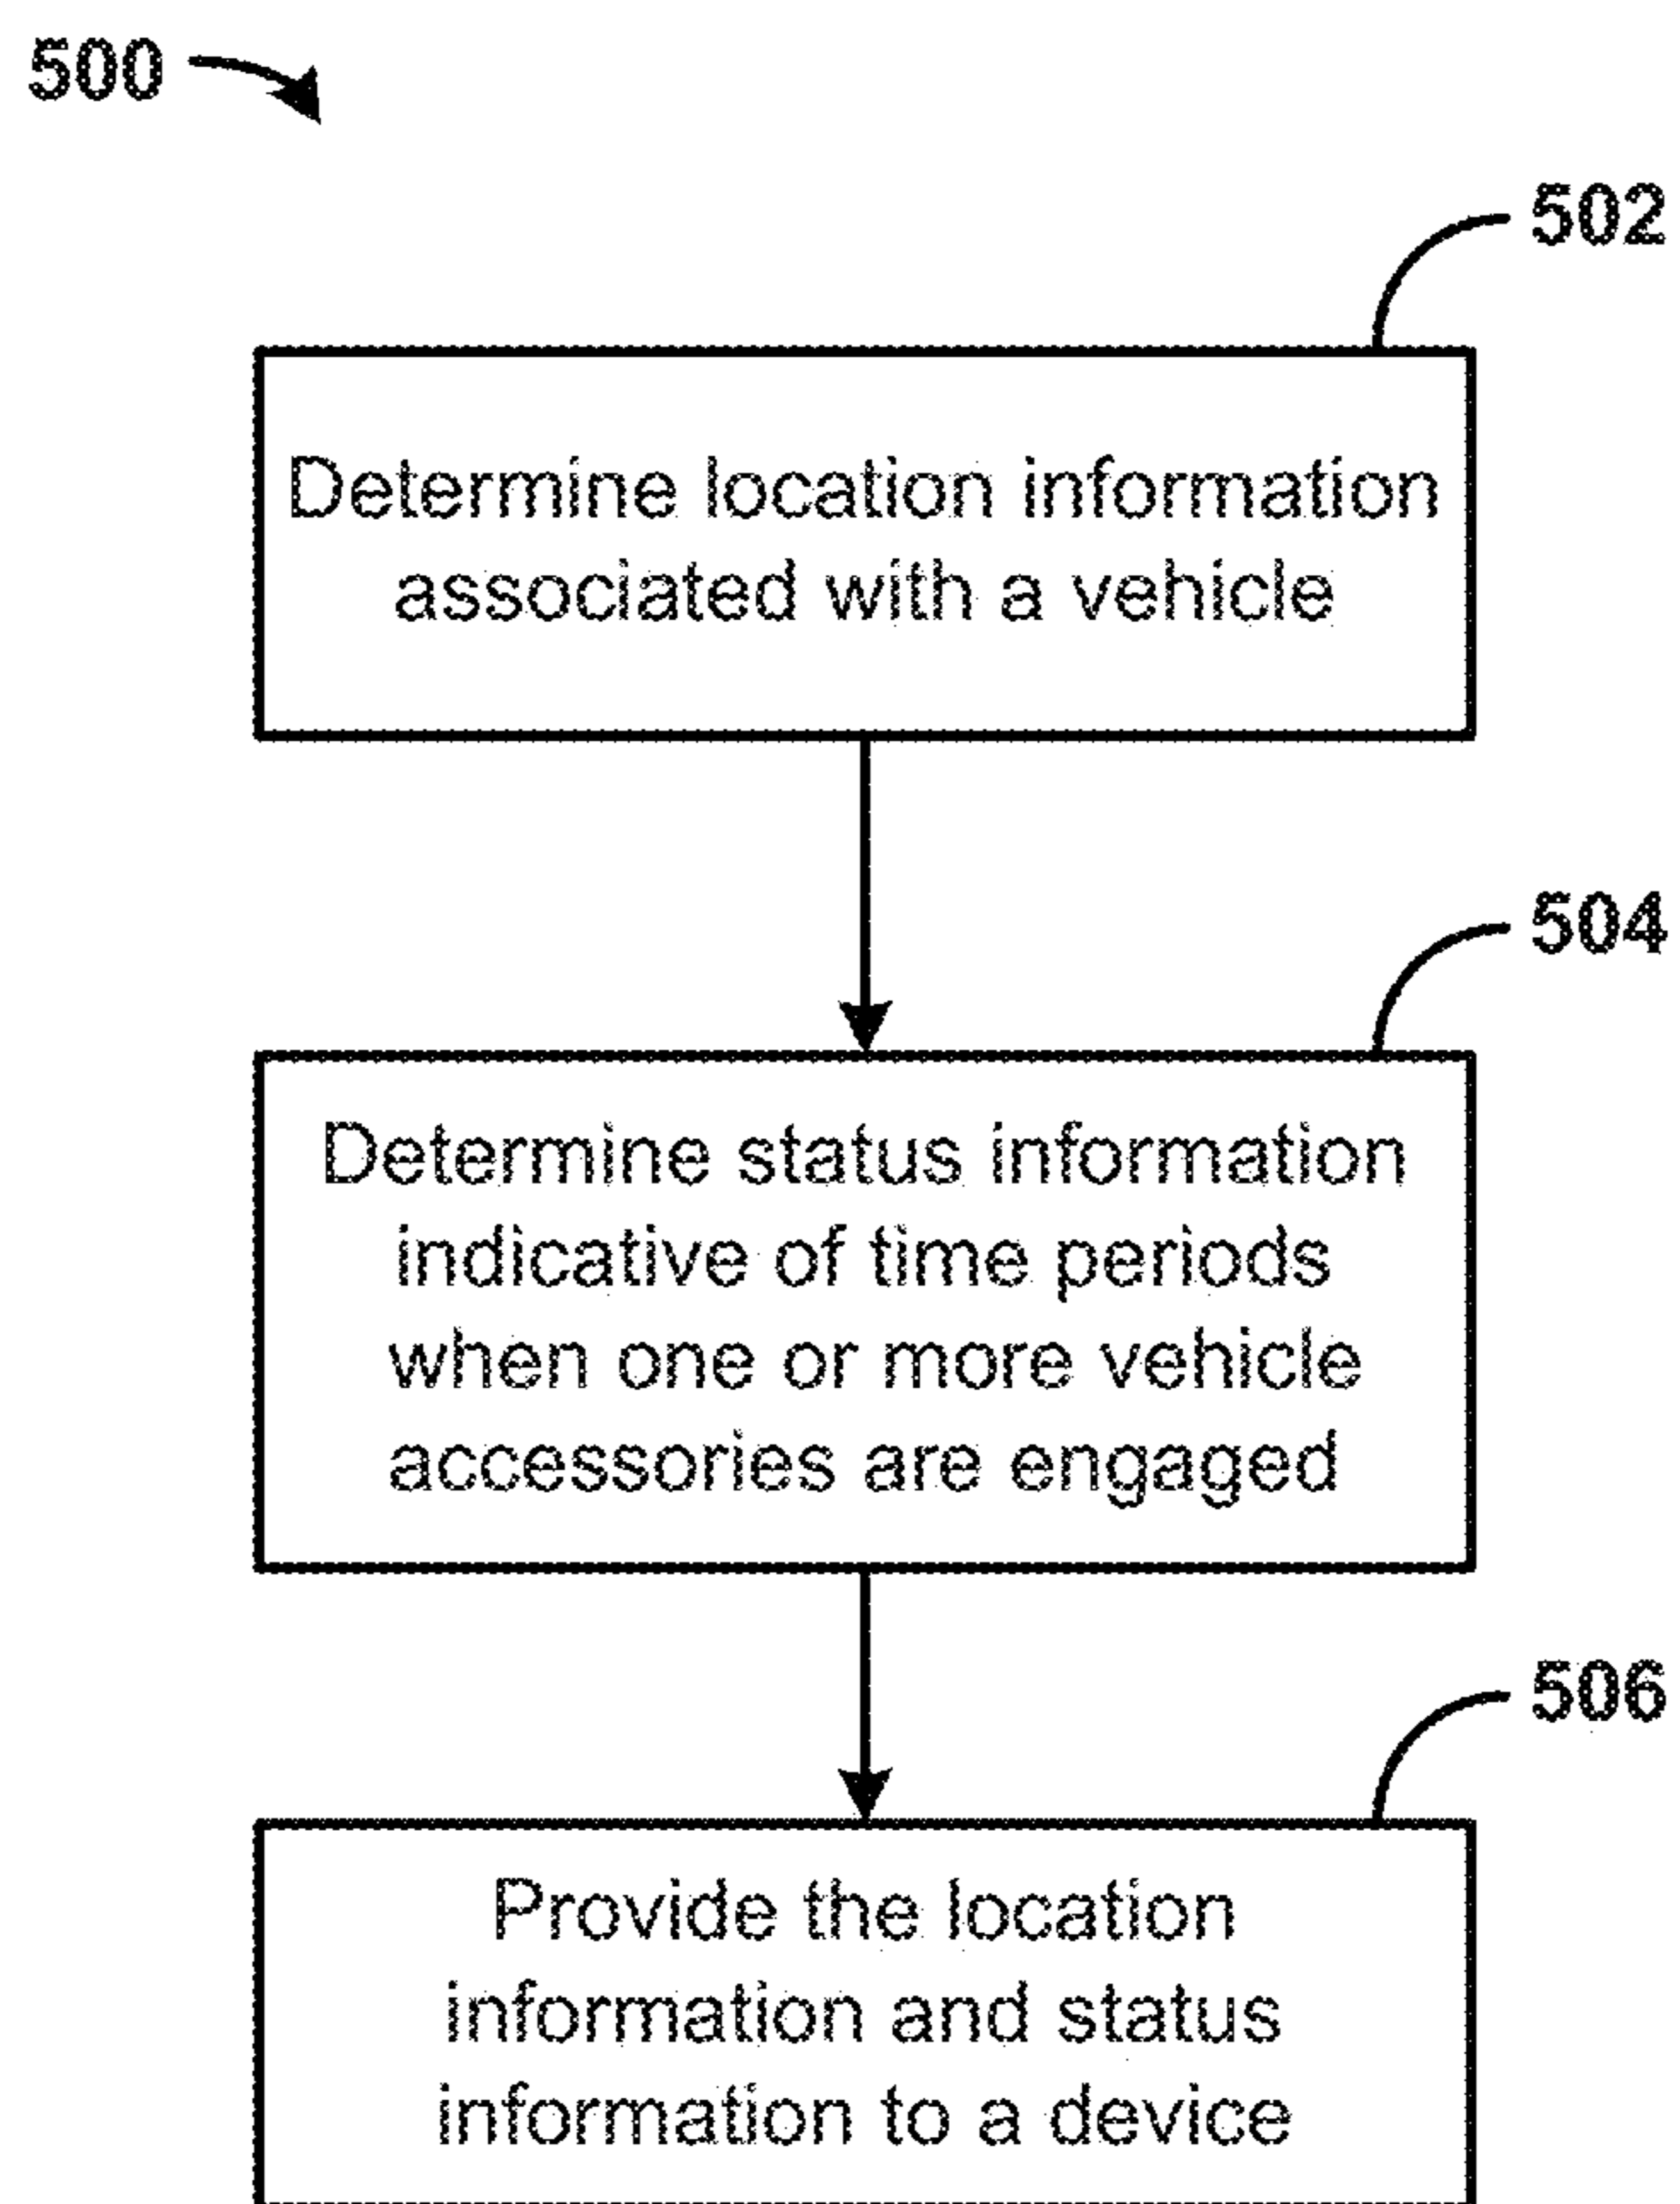 500
502
Determine location information
associated with a vehicle
504
Determine status information
indicative of time periods
when one or more vehicle
accessories are engaged
506
Provide the location
information and status
information to a device